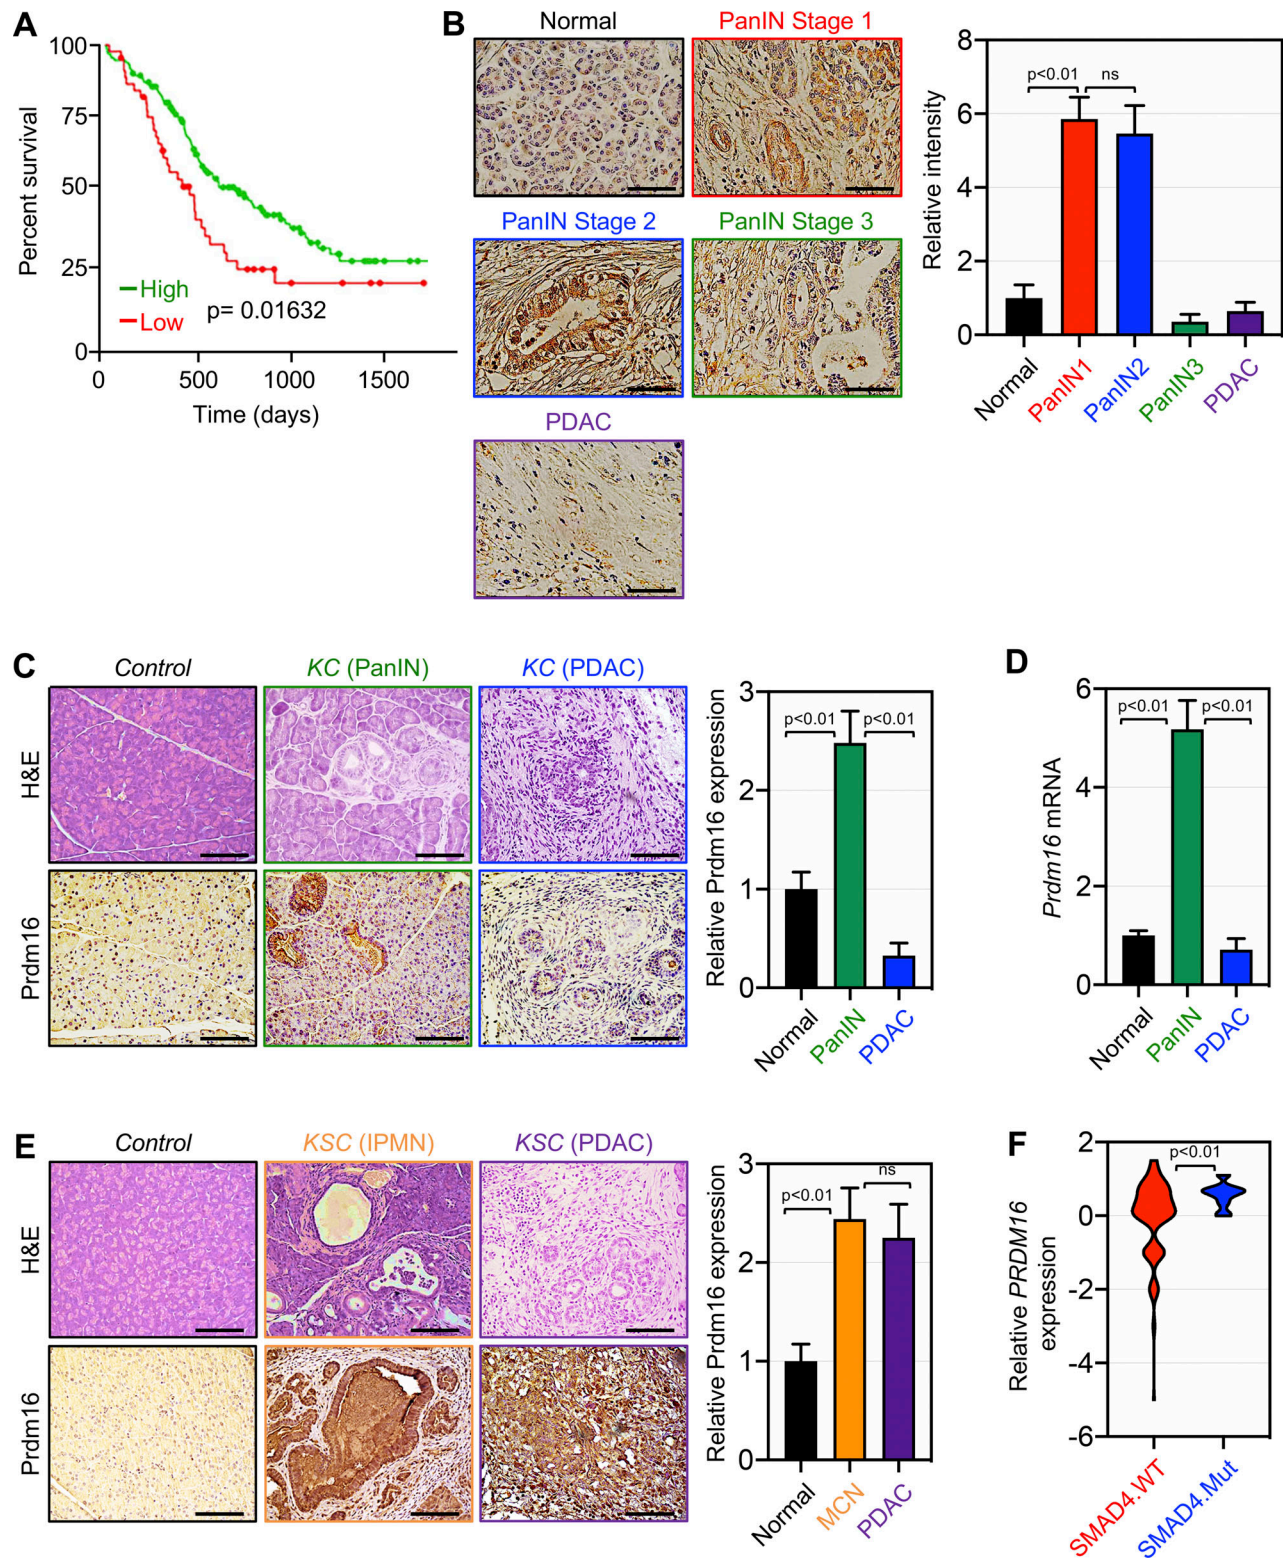 A
100
75
50
25
0
Percent survival
High
Low
p= 0.01632
0
500
1000
1500
Time (days)
B
Normal
PanIN Stage 1
PanIN Stage 2
PanIN Stage 3
PDAC
8
6
4
2
0
Relative intensity
p<0.01
ns
Normal
PanIN1
PanIN2
PanIN3
PDAC
C
Control
KC (PanIN)
KC (PDAC)
H&E
Prdm16
3
2
1
0
Relative Prdm16 expression
p<0.01
p<0.01
Normal
PanIN
PDAC
D
6
4
2
0
Prdm16 mRNA
p<0.01
p<0.01
Normal
PanIN
PDAC
E
Control
KSC (IPMN)
KSC (PDAC)
H&E
Prdm16
3
2
1
0
Relative Prdm16 expression
p<0.01
ns
Normal
MCN
PDAC
F
2
0
-2
-4
-6
Relative PRDM16
expression
p<0.01
SMAD4.WT
SMAD4.Mut